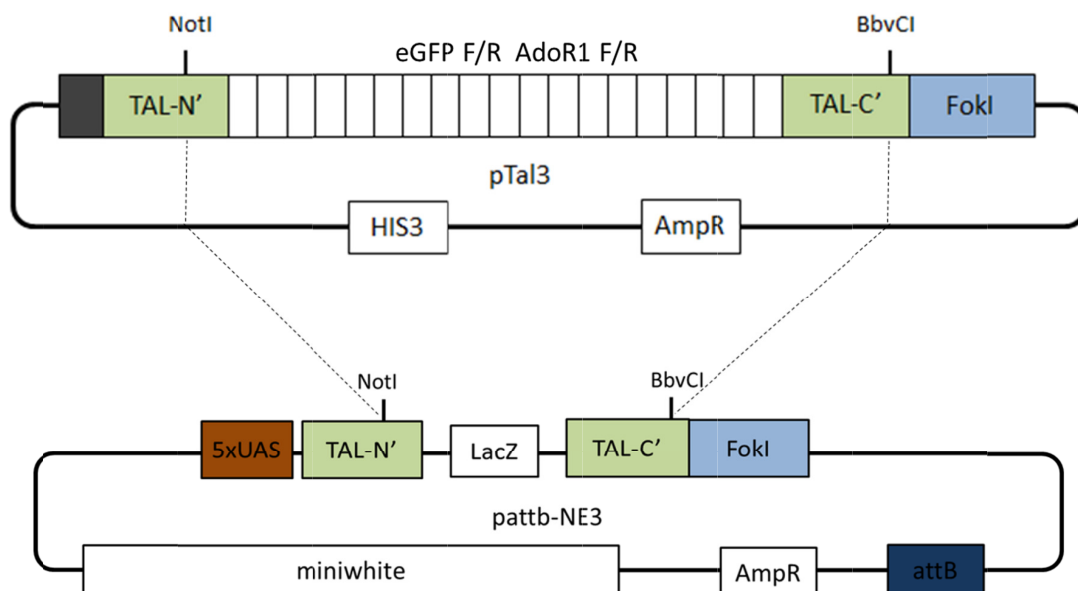 NotI
BbvCI
eGFP F/R AdoR1 F/R
TAL-N’
TAL-C’
FokI
pTal3
HIS3
AmpR
NotI
BbvCI
5xUAS
TAL-N’
LacZ
TAL-C’
FokI
pattb-NE3
miniwhite
AmpR
attB